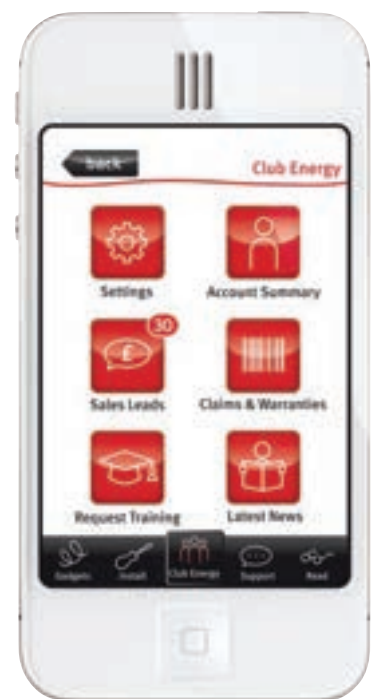 back
Club Energy
Settings
Account Summary
£
30
Sales Leads
Claims & Warranties
Request Training
Latest News
Gadgets
Install
Club Energy
Support
Read